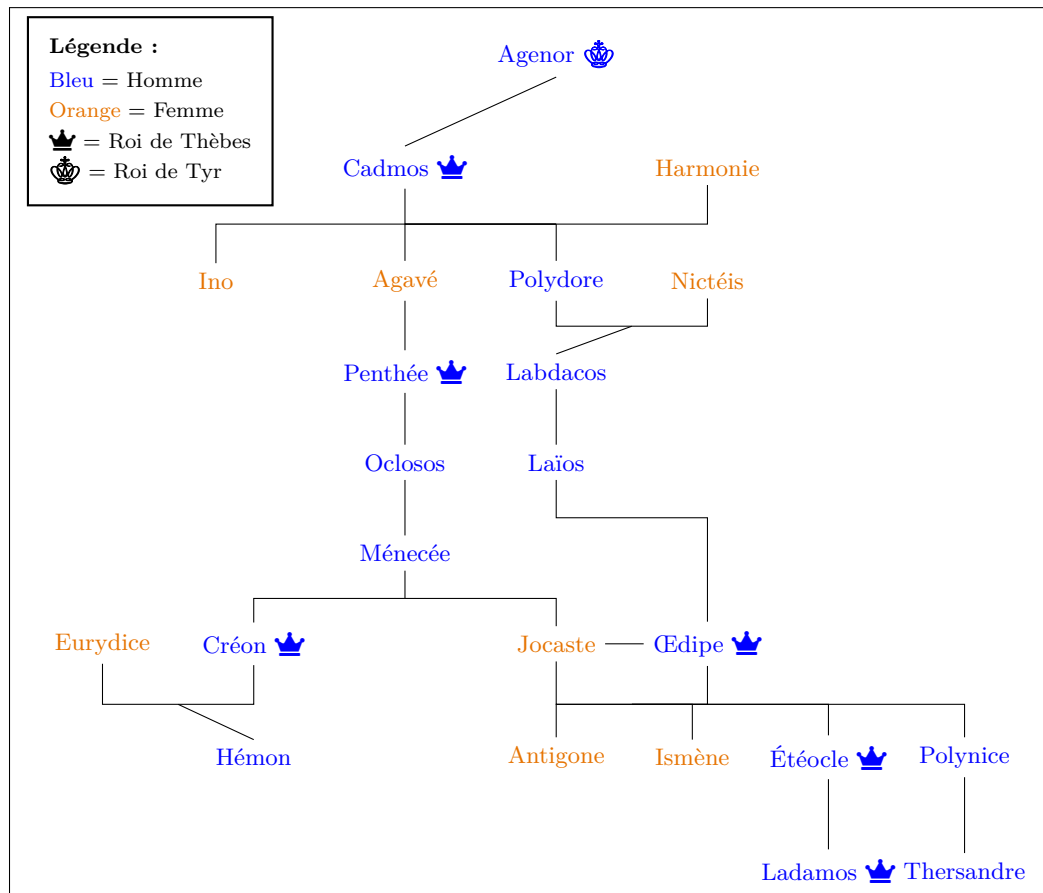 Légende :
Bleu = Homme
Orange = Femme
= Roi de Thèbes
= Roi de Tyr
Agenor
Cadmos
Harmonie
Ino
Agavé
Polydore
Nictéis
Penthée
Labdacos
Oclosos
Laïos
Ménecée
Eurydice
Créon
Jocaste
Œdipe
Hémon
Antigone
Ismène
Étéocle
Polynice
Ladamos
Thersandre